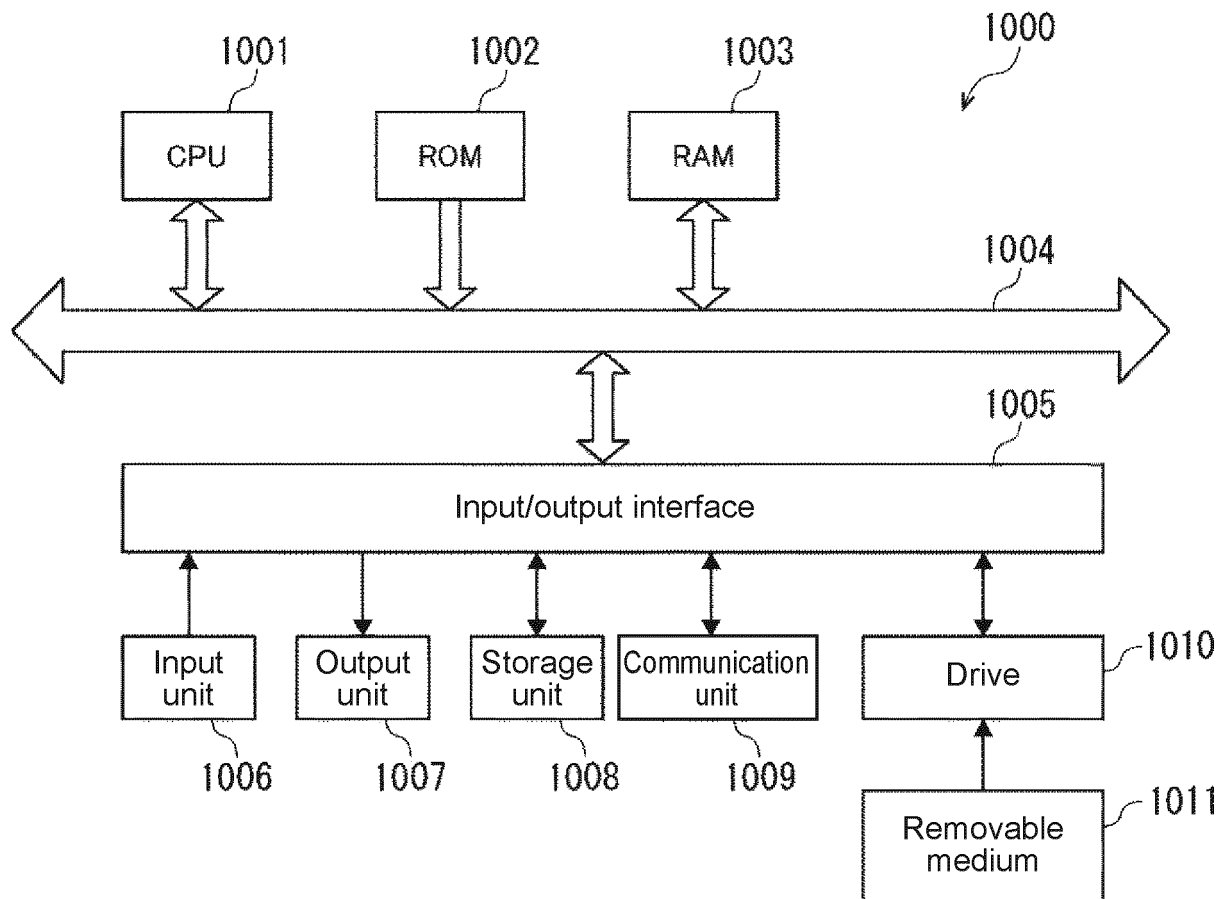 1000
1001
1002
1003
CPU
ROM
RAM
1004
1005
Input/output interface
Input
unit
Output
unit
Storage
unit
Communication
unit
Drive
1010
1006
1007
1008
1009
Removable
medium
1011